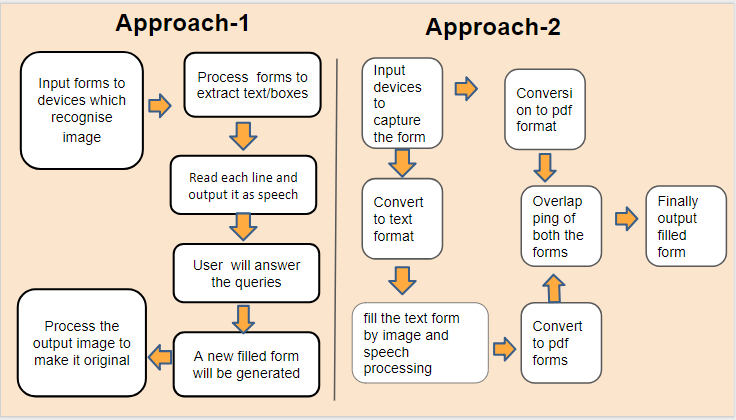 Approach-1
Input forms to
devices which
recognise
image
Process forms to
extract text/boxes
Read each line and
output it as speech
User will answer
the queries
A new filled form
will be generated
Process the
output image to
make it original
Approach-2
Input
devices
to
capture
the form
Conversi
on to pdf
format
Convert
to text
format
fill the text form
by image and
speech
processing
Convert
to pdf
forms
Overlap
ping of
both the
forms
Finally
output
filled
form